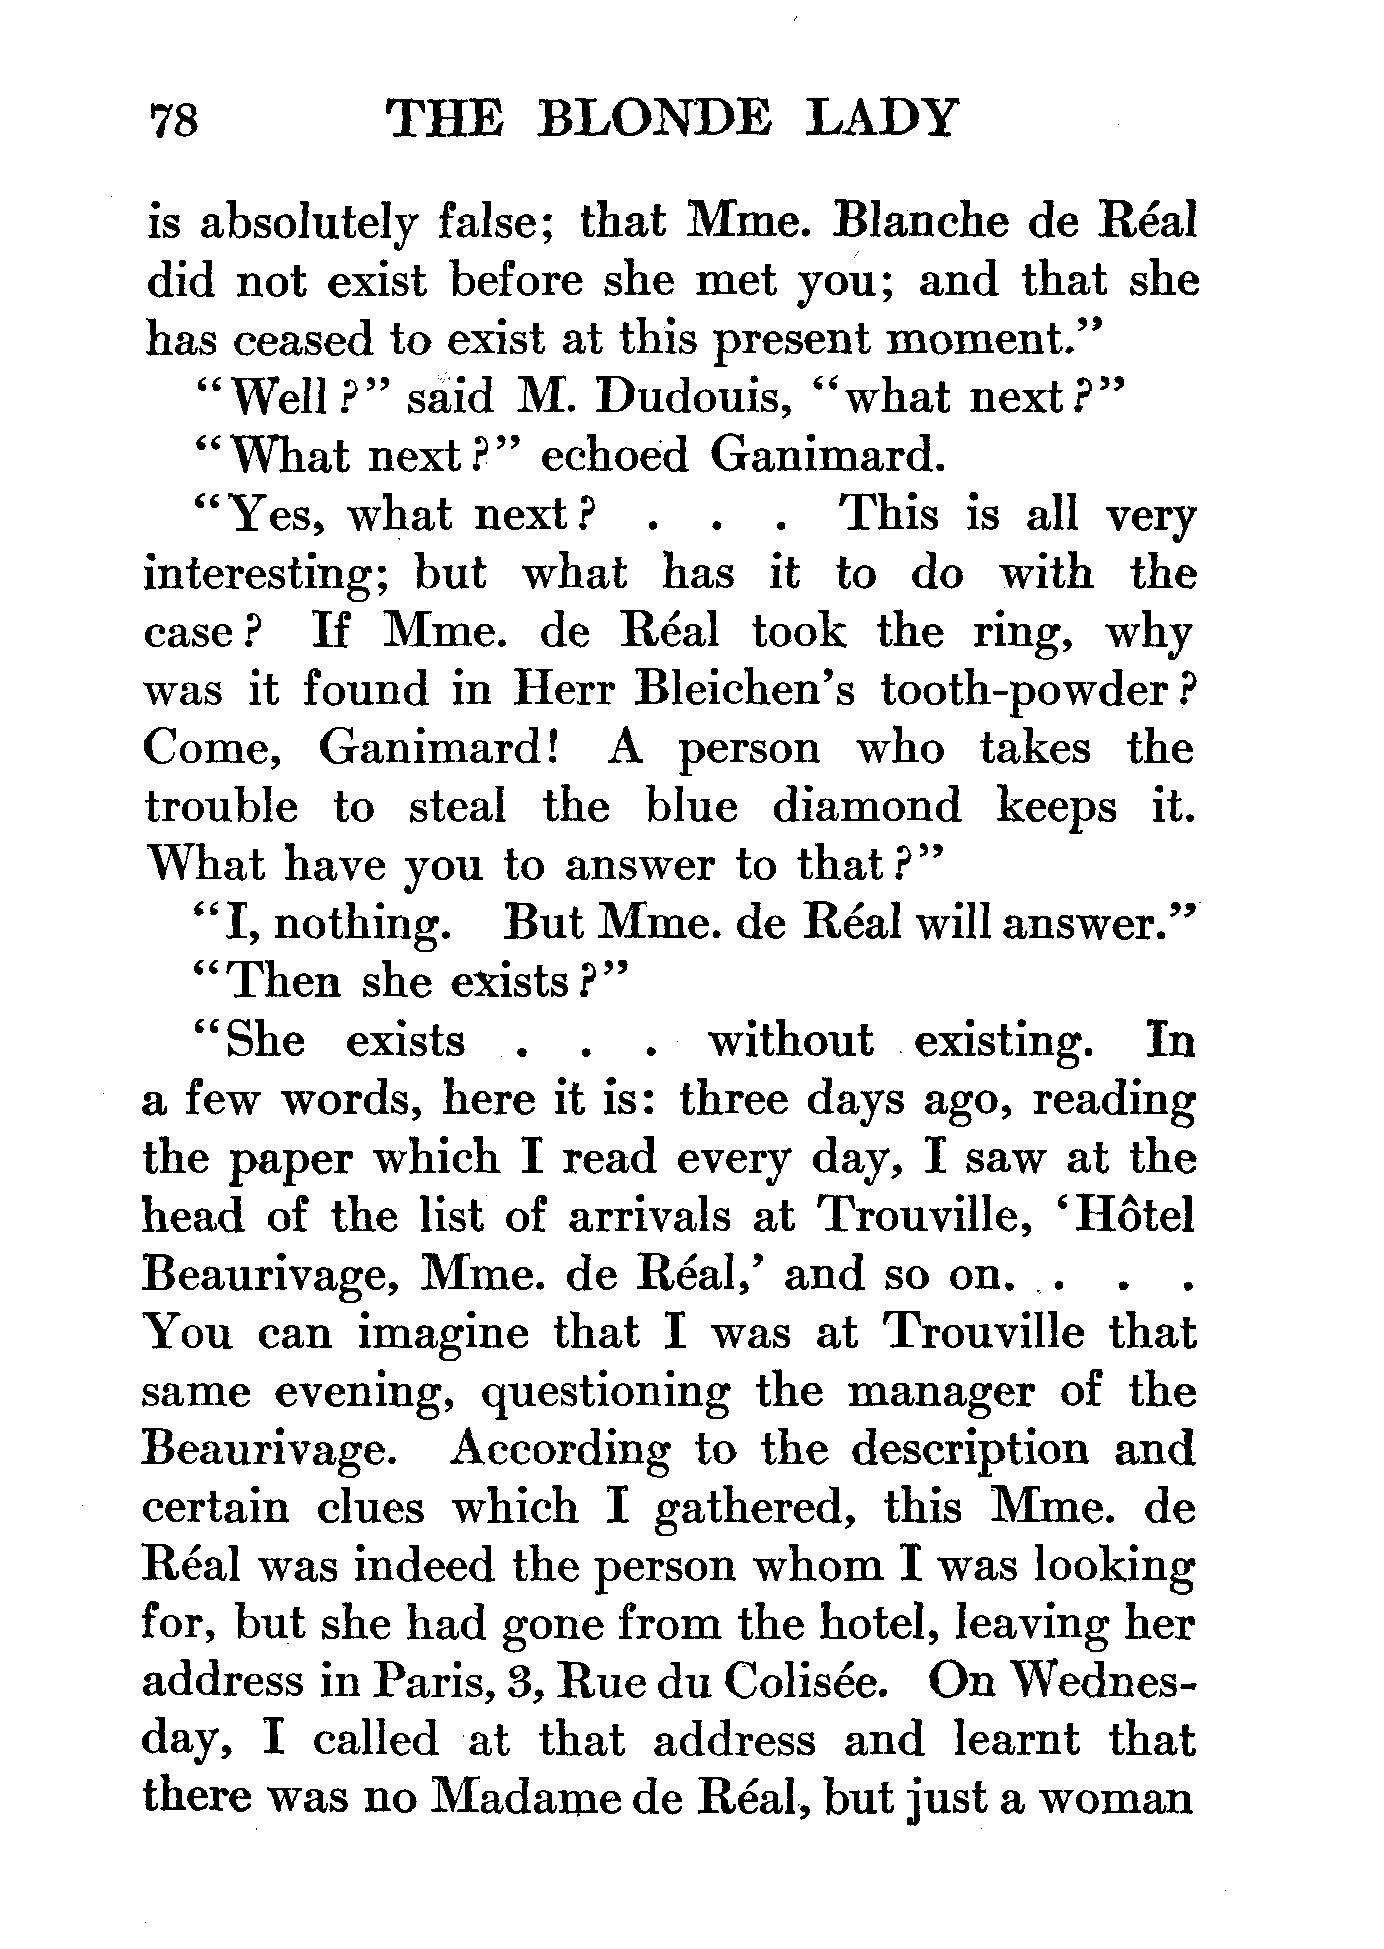 78 THE BLONDE LADY
is absolutely false; that Mme. Blanche de Réal
did not exist before she met you; and that she
has ceased to exist at this present moment."
"Well?" said M. Dudouis, "what next?"
"What next?" echoed Ganimard.
"Yes, what next? . . . This is all very
interesting; but what has it to do with the
case? If Mme. de Réal took the ring, why
was it found in Herr Bleichen's tooth-powder?
Come, Ganimard! A person who takes the
trouble to steal the blue diamond keeps it.
What have you to answer to that?"
"I, nothing. But Mme. de Réal will answer."
"Then she exists?"
"She exists . . . without existing. In
a few words, here it is: three days ago, reading
the paper which I read every day, I saw at the
head of the list of arrivals at Trouville, 'Hôtel
Beaurivage, Mme. de Réal,' and so on. . . .
You can imagine that I was at Trouville that
same evening, questioning the manager of the
Beaurivage. According to the description and
certain clues which I gathered, this Mme. de
Réal was indeed the person whom I was looking
for, but she had gone from the hotel, leaving her
address in Paris, 3, Rue du Colisée. On Wednes-
day, I called at that address and learnt that
there was no Madame de Réal, but just a woman